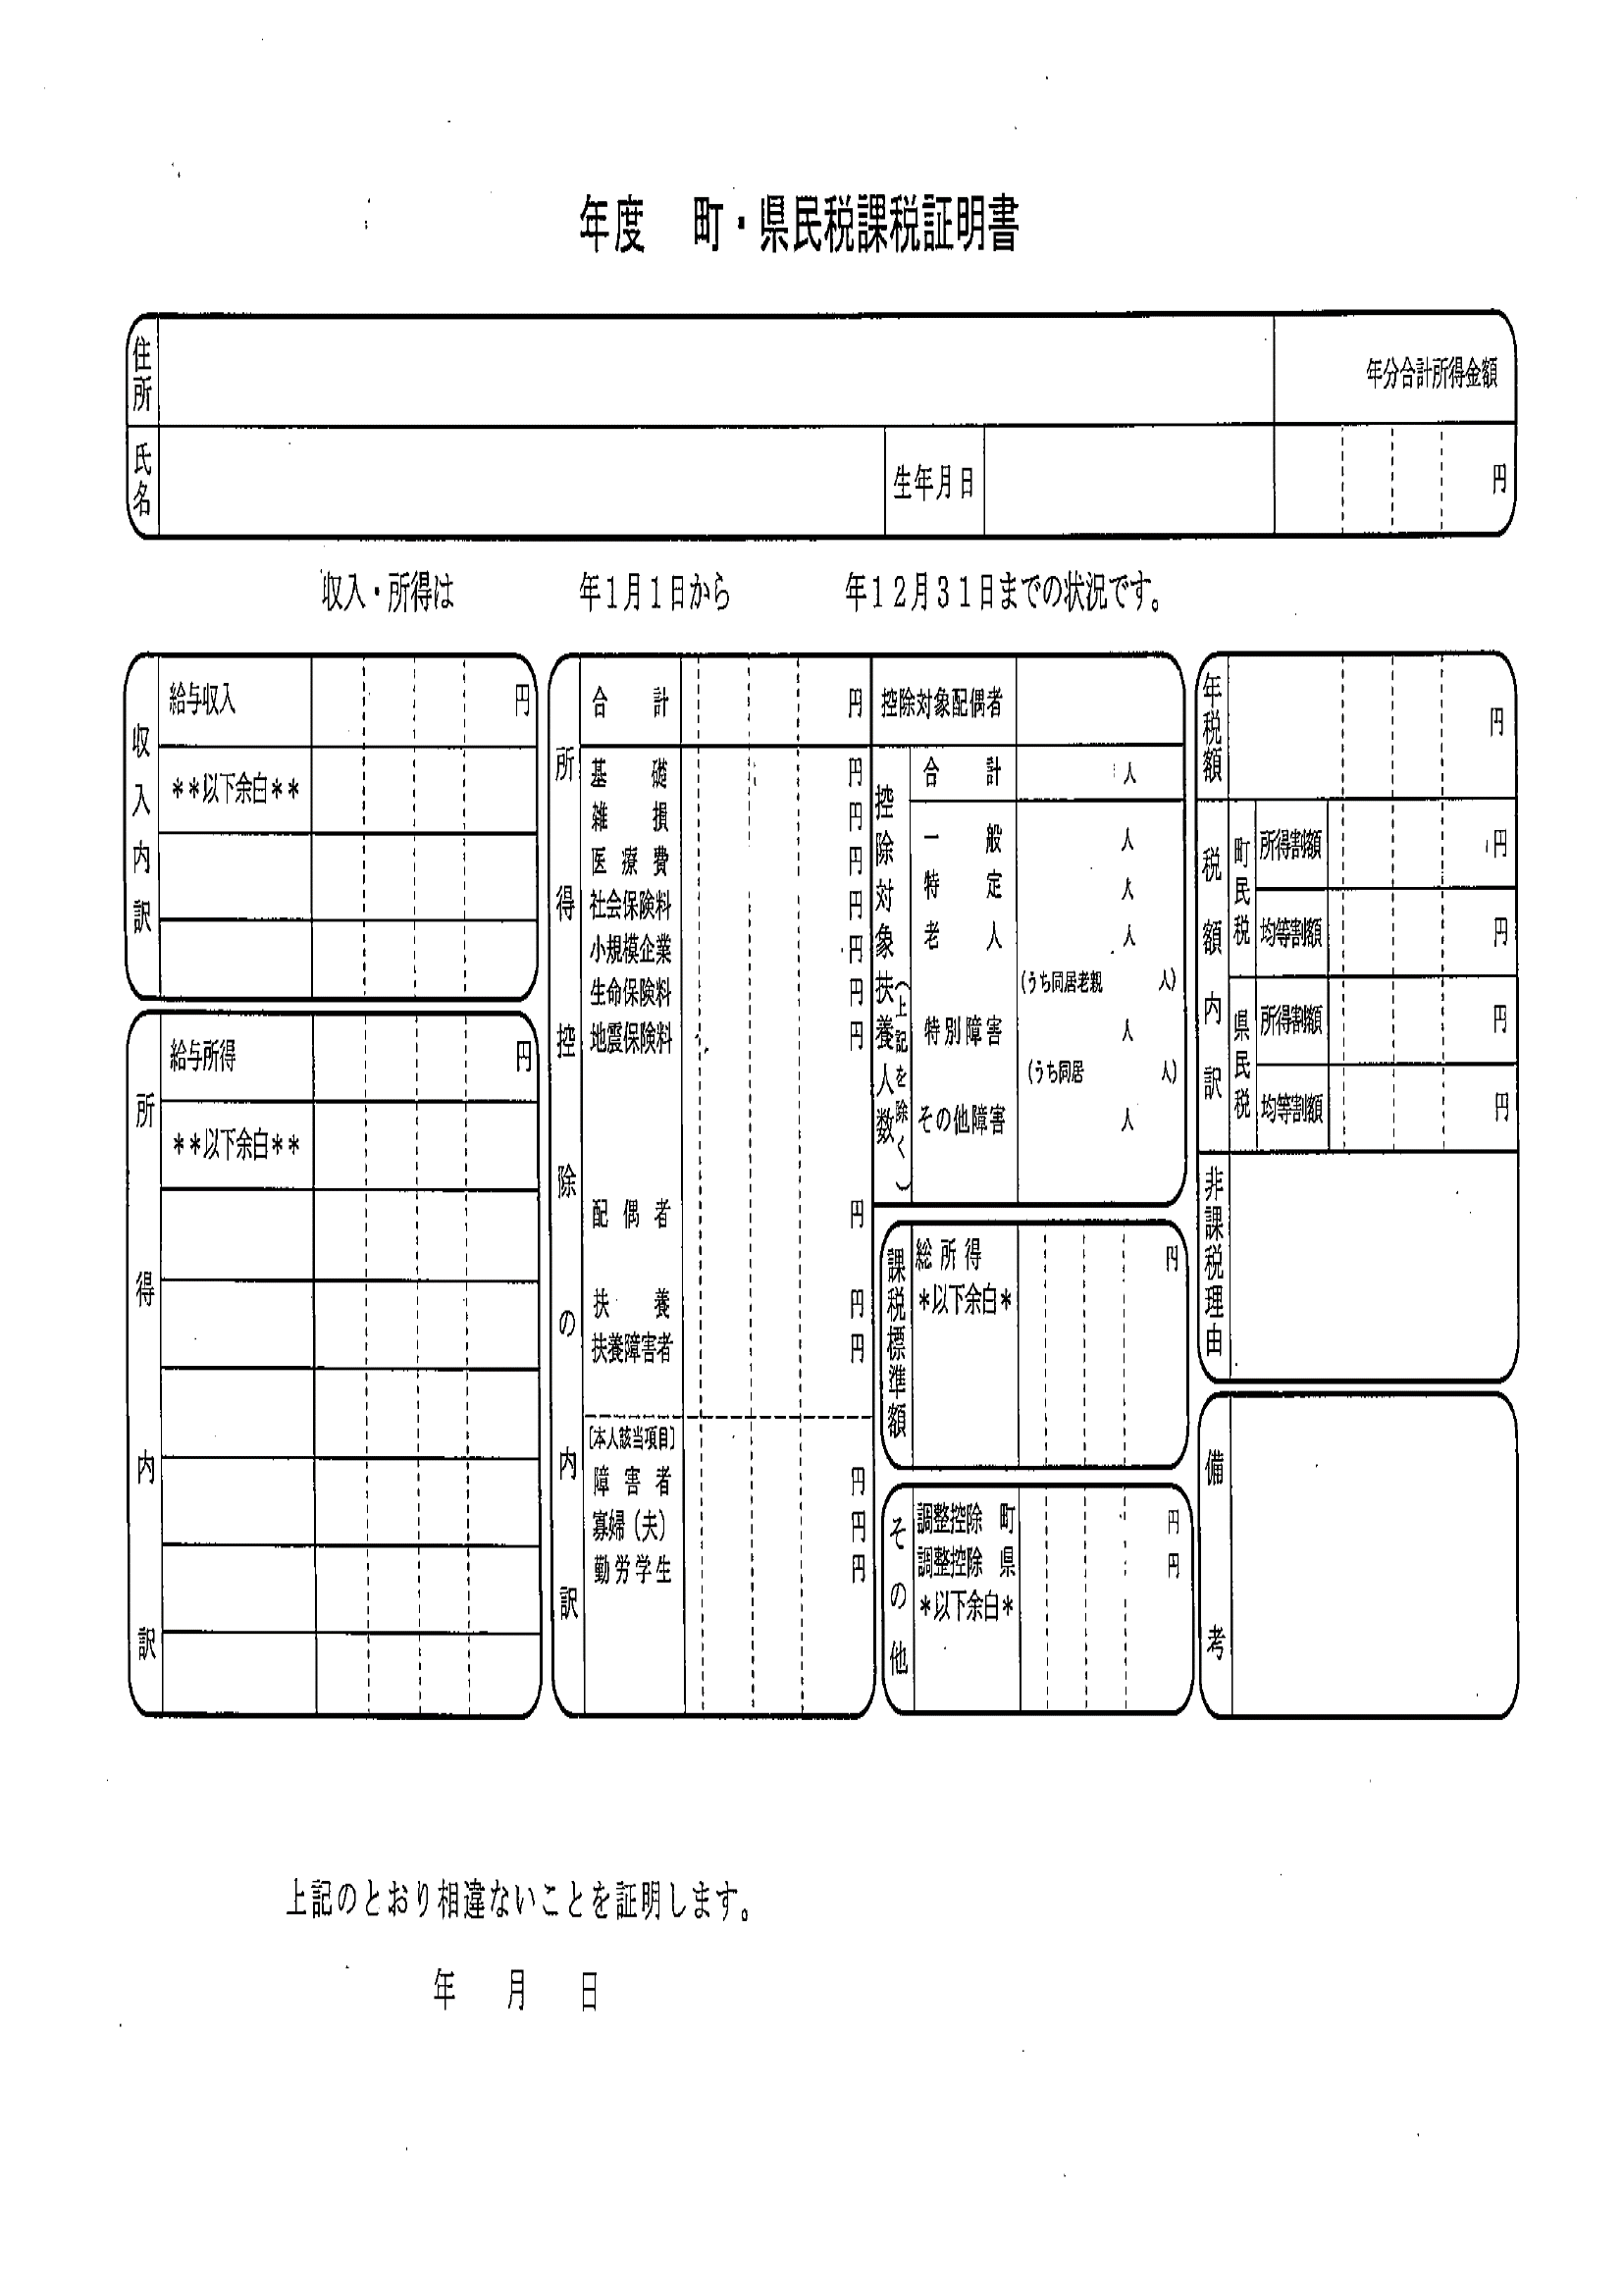 年度　町・県民税課税証明書
住所
年分合計所得金額
氏名
生年月日
円
収入・所得は　年1月1日から　年12月31日までの状況です。
収入内訳
給与収入　円
＊＊以下余白＊＊
所得内訳
給与所得　円
＊＊以下余白＊＊
所得控除の内訳
合計　円
基礎　円
雑損　円
医療費　円
社会保険料　円
小規模企業　円
生命保険料　円
地震保険料　円
配偶者　円
扶養　円
扶養障害者　円
[本人該当項目]
障害者　円
寡婦（夫）　円
勤労学生　円
控除対象配偶者
控除対象扶養人数
（上記を除く）
合計　人
一般　人
特定　人
老人　人
（うち同居老親　人）
特別障害　人
（うち同居　人）
その他障害　人
課税標準額
総所得　円
＊以下余白＊
その他
調整控除　町　円
調整控除　県　円
＊以下余白＊
年税額　円
税額内訳
町民税
所得割額　円
均等割額　円
県民税
所得割額　円
均等割額　円
非課税理由
備考
上記のとおり相違ないことを証明します。
年　月　日